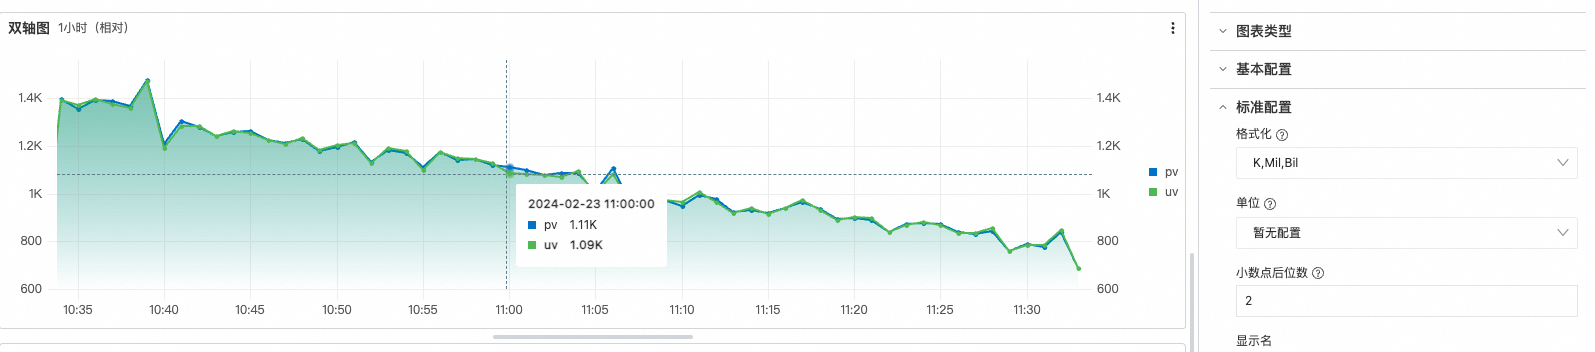 双轴图 1小时（相对）
1.4K
1.2K
1K
800
600
10:35 10:40 10:45 10:50 10:55 11:00 11:05 11:10 11:15 11:20 11:25 11:30
1.4K
1.2K
1K
800
600
2024-02-23 11:00:00
pv 1.11K
uv 1.09K
pv
uv
图表类型
基本配置
标准配置
格式化 ?
K,Mil,Bil
单位 ?
暂无配置
小数点后位数 ?
2
显示名